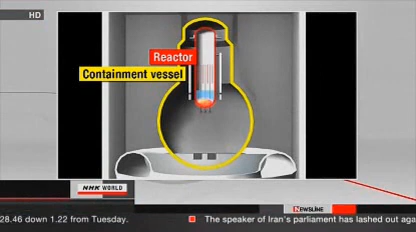 HD
Reactor
Containment vessel
NHK WORLD
NEWSLINE
28.46 down 1.22 from Tuesday.
The speaker of Iran's parliament has lashed out aga